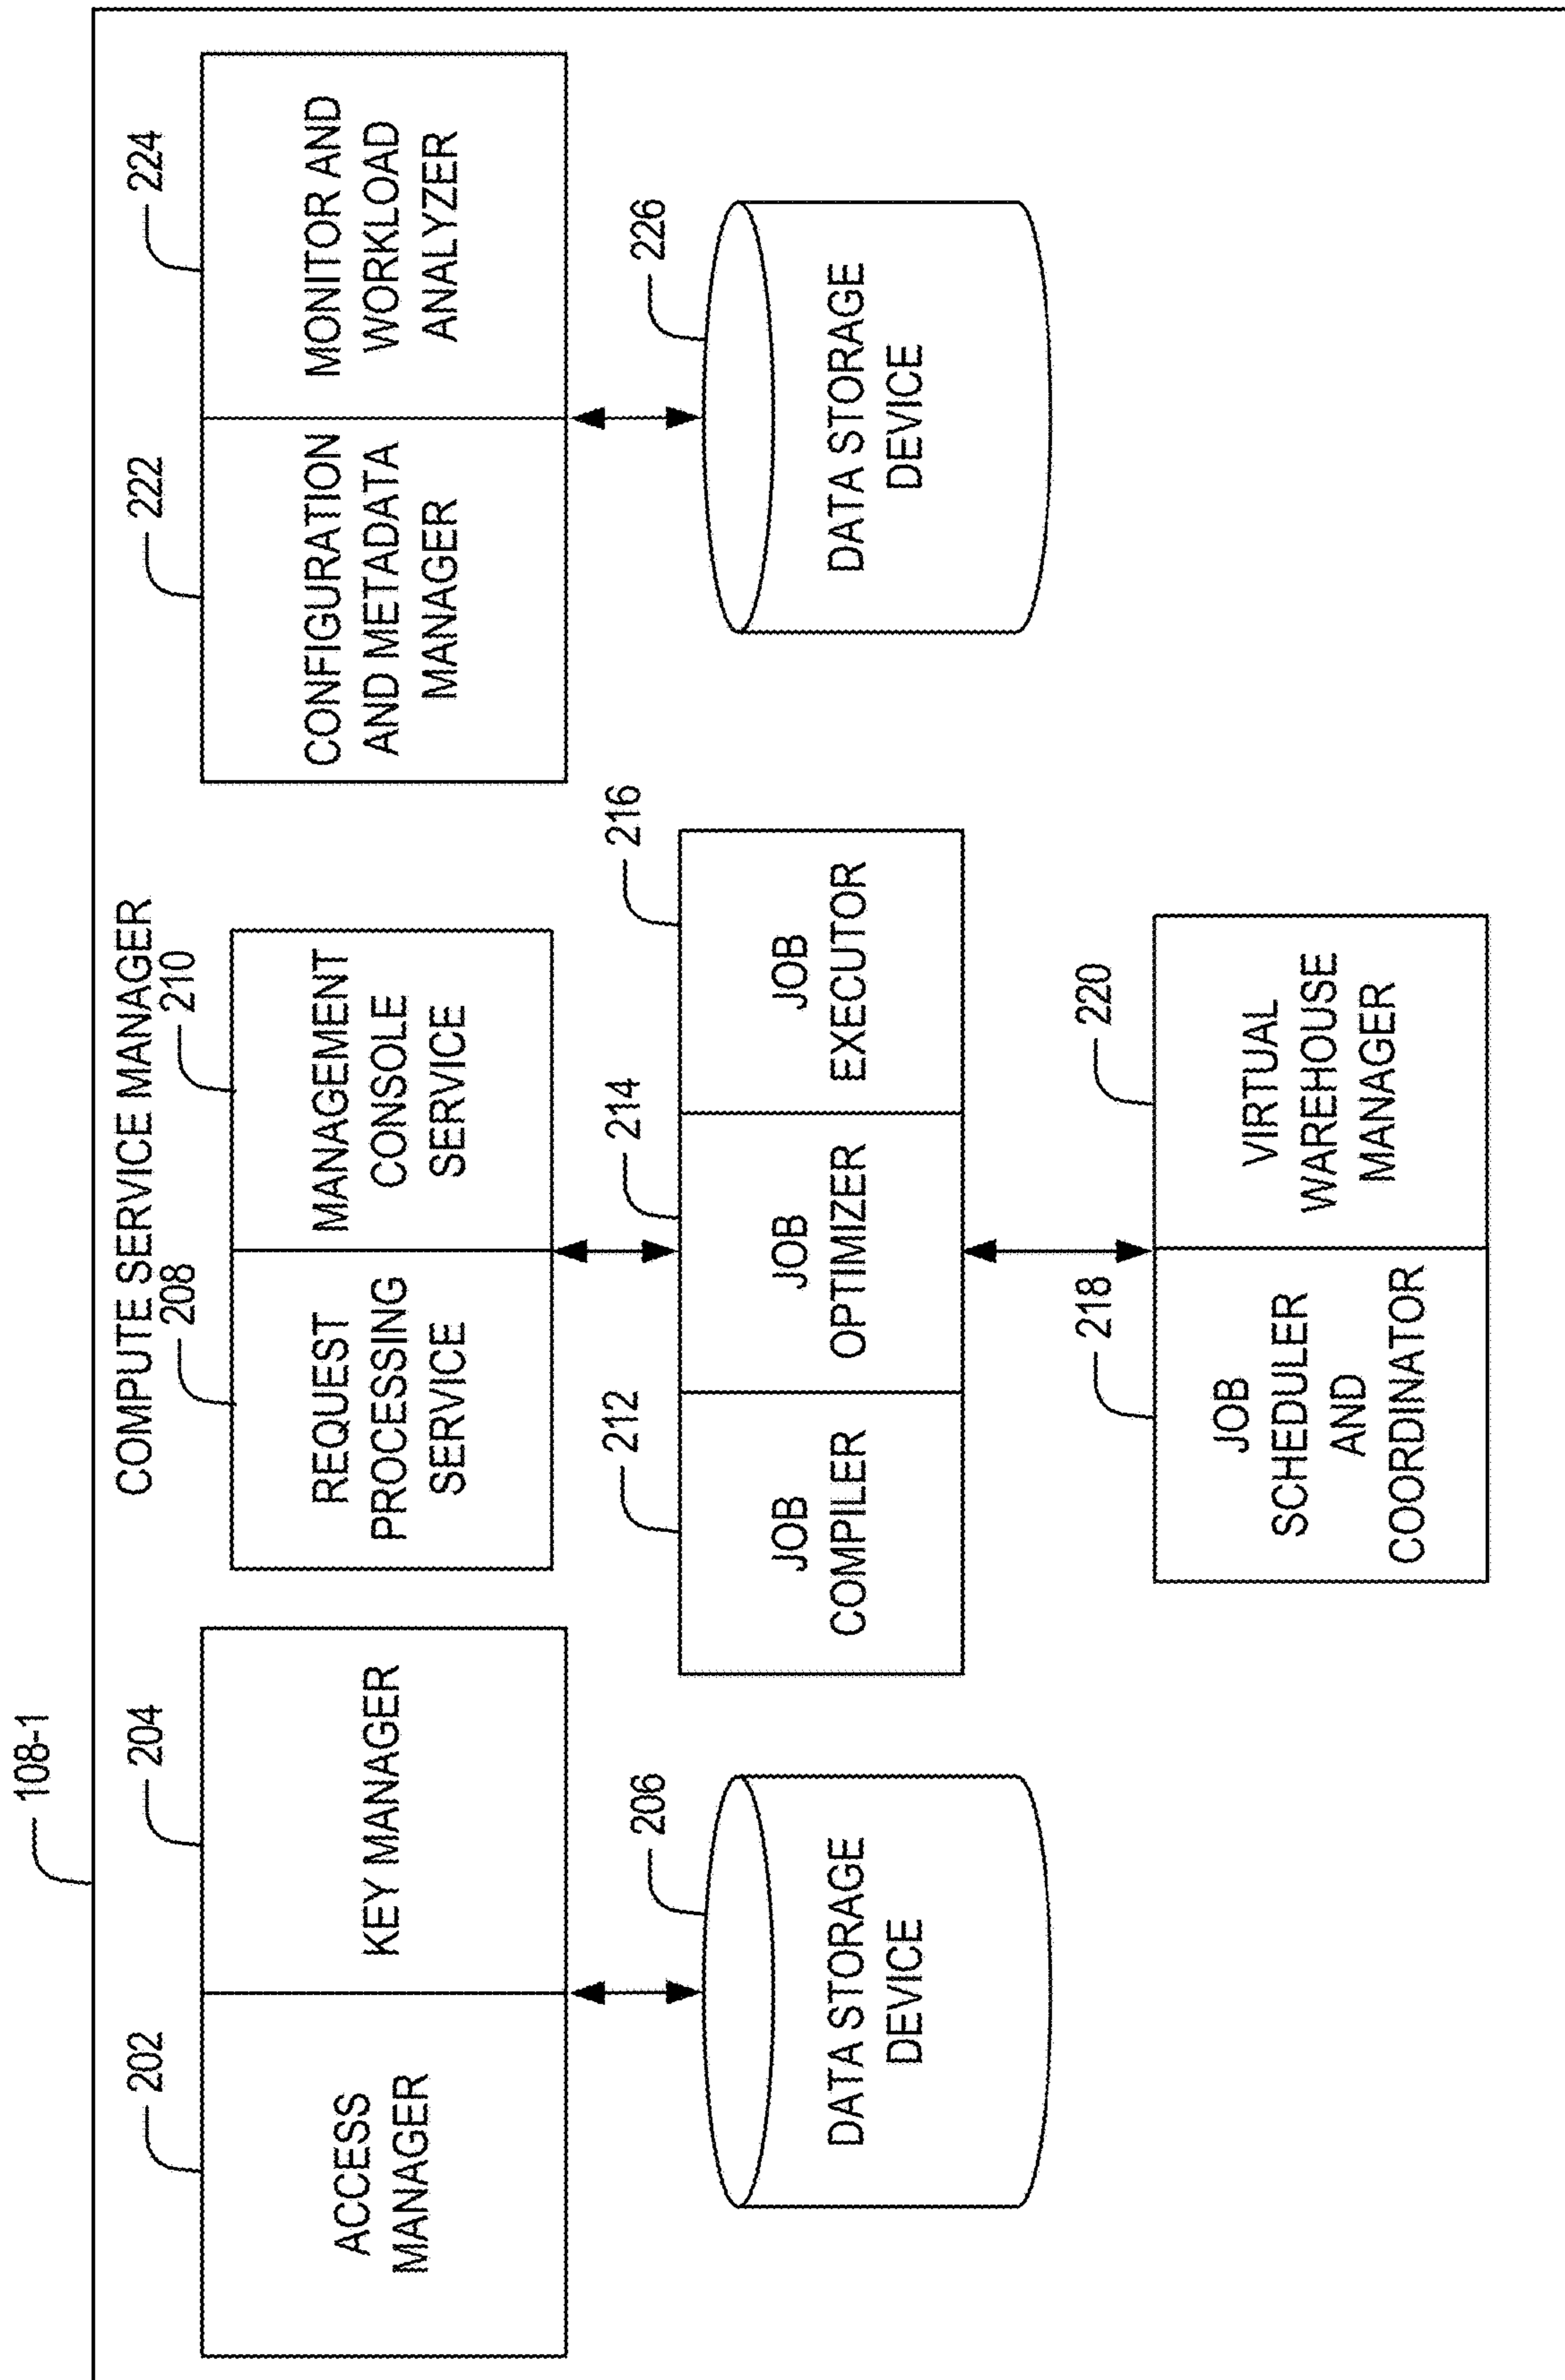 108-1
COMPUTE SERVICE MANAGER
202
204
ACCESS
MANAGER
KEY MANAGER
206
DATA STORAGE
DEVICE
208
210
REQUEST
PROCESSING
SERVICE
MANAGEMENT
CONSOLE
SERVICE
212
214
216
JOB
COMPILER
JOB
OPTIMIZER
JOB
EXECUTOR
218
220
JOB
SCHEDULER
AND
COORDINATOR
VIRTUAL
WAREHOUSE
MANAGER
222
224
CONFIGURATION
AND METADATA
MANAGER
MONITOR AND
WORKLOAD
ANALYZER
226
DATA STORAGE
DEVICE